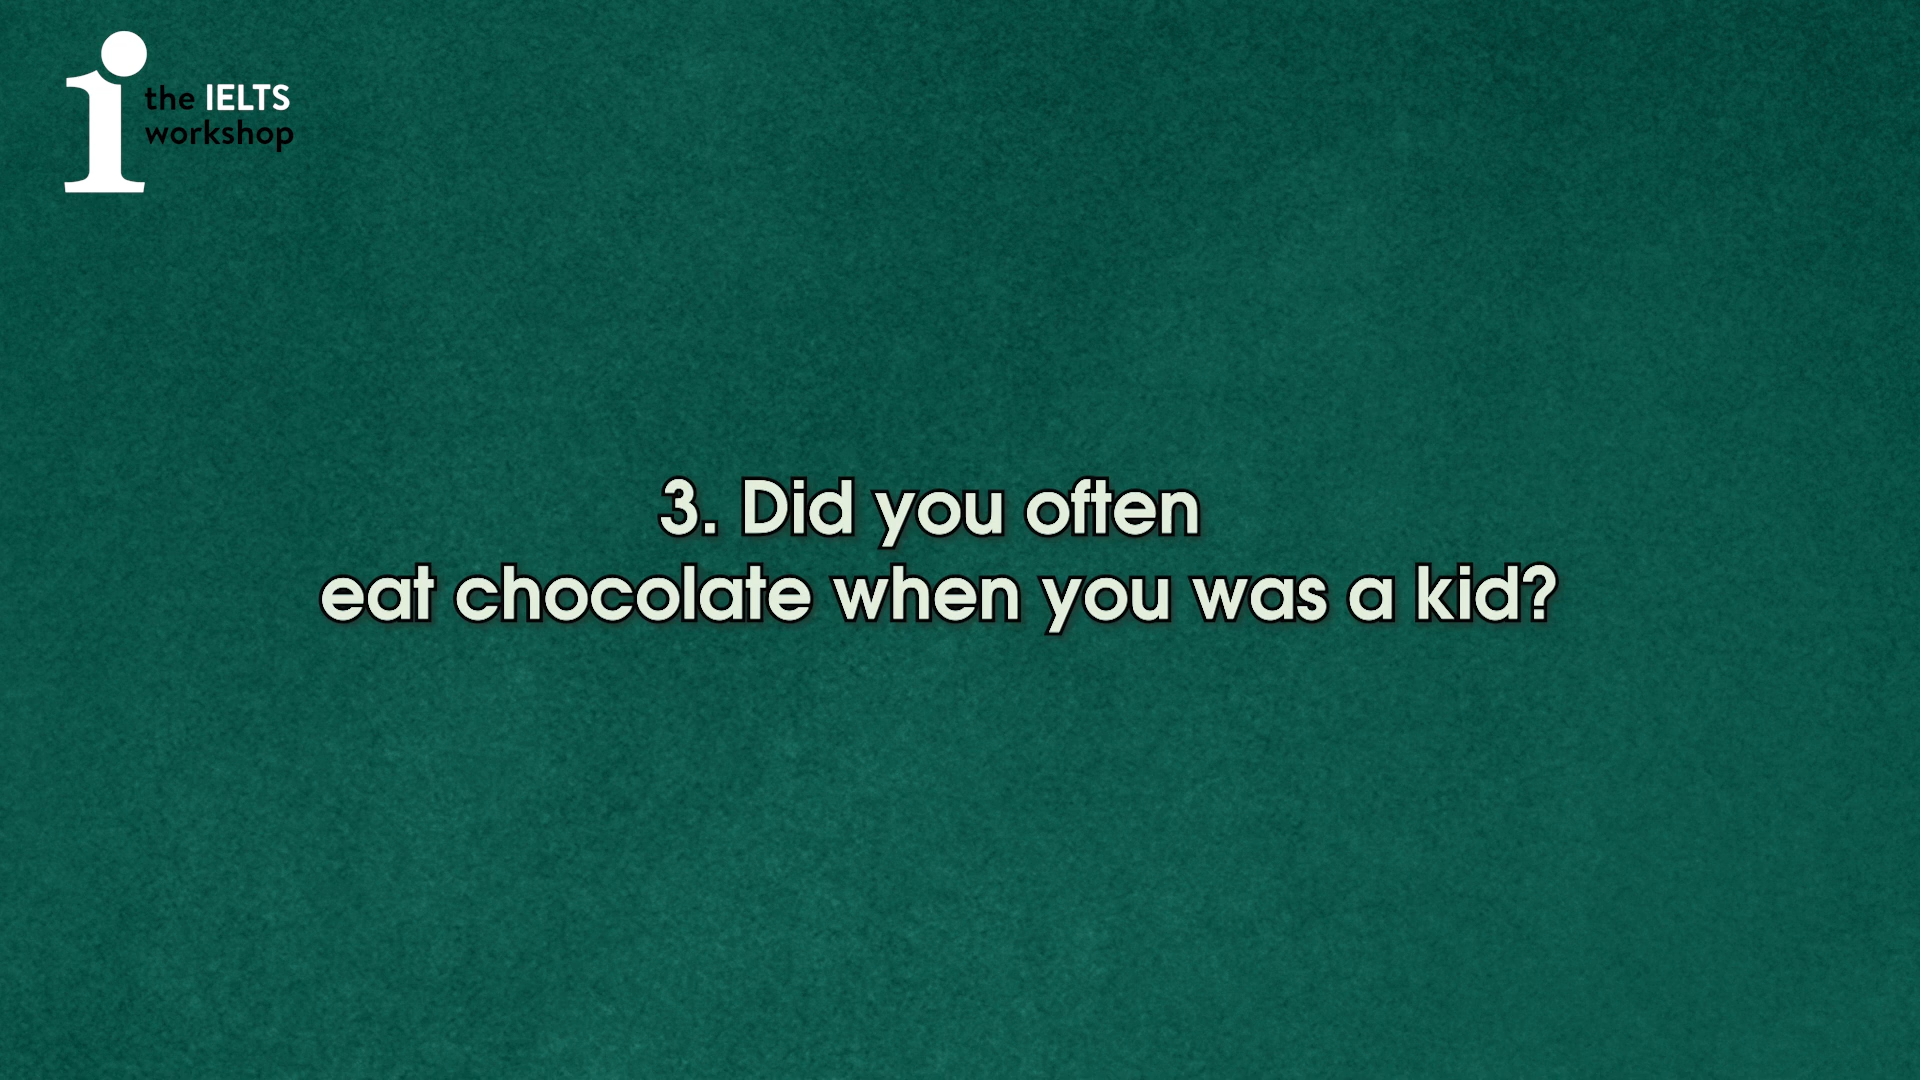 the IELTS
workshop
3. Did you often
eat chocolate when you was a kid?